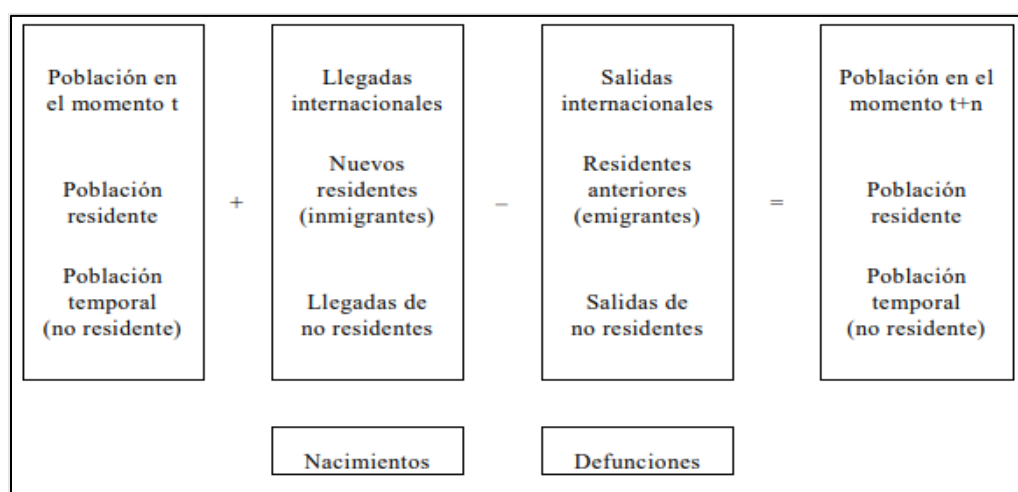 Población en
el momento t
Población
residente
Población
temporal
(no residente)
+
Llegadas
internacionales
Nuevos
residentes
(inmigrantes)
Llegadas de
no residentes
–
Salidas
internacionales
Residentes
anteriores
(emigrantes)
Salidas de
no residentes
=
Población en el
momento t+n
Población
residente
Población
temporal
(no residente)
Nacimientos
Defunciones